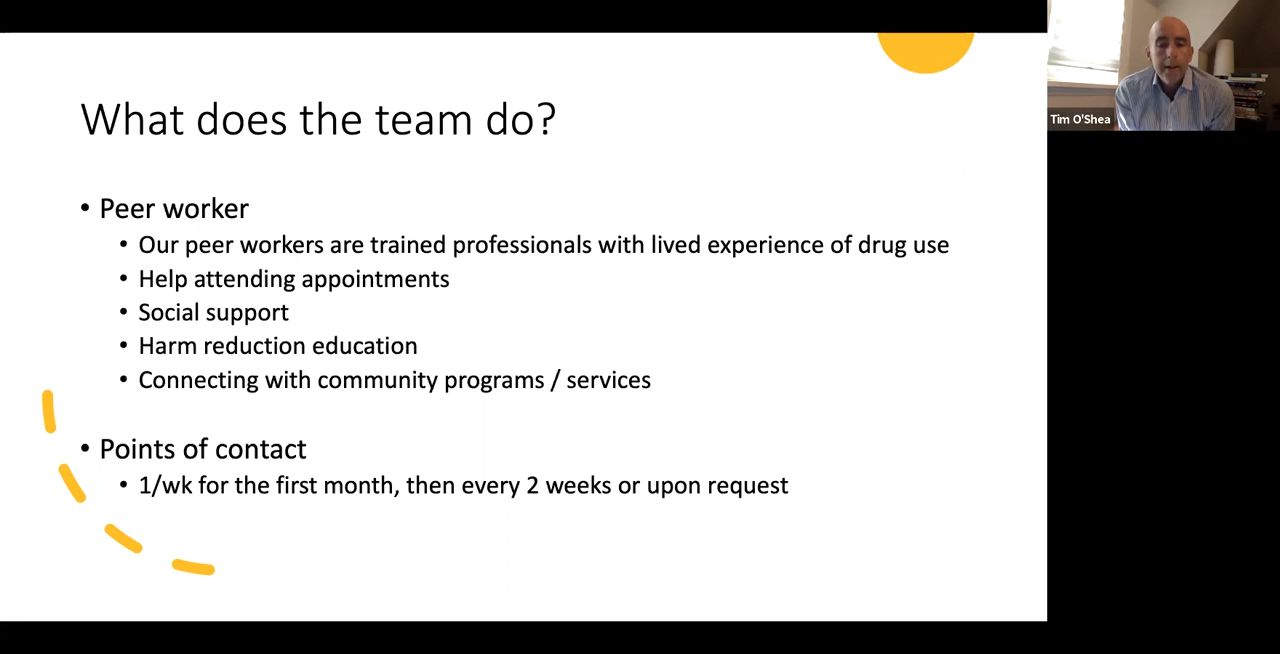 What does the team do?
• Peer worker
• Our peer workers are trained professionals with lived experience of drug use
• Help attending appointments
• Social support
• Harm reduction education
• Connecting with community programs / services
• Points of contact
• 1/wk for the first month, then every 2 weeks or upon request
Tim O'Shea